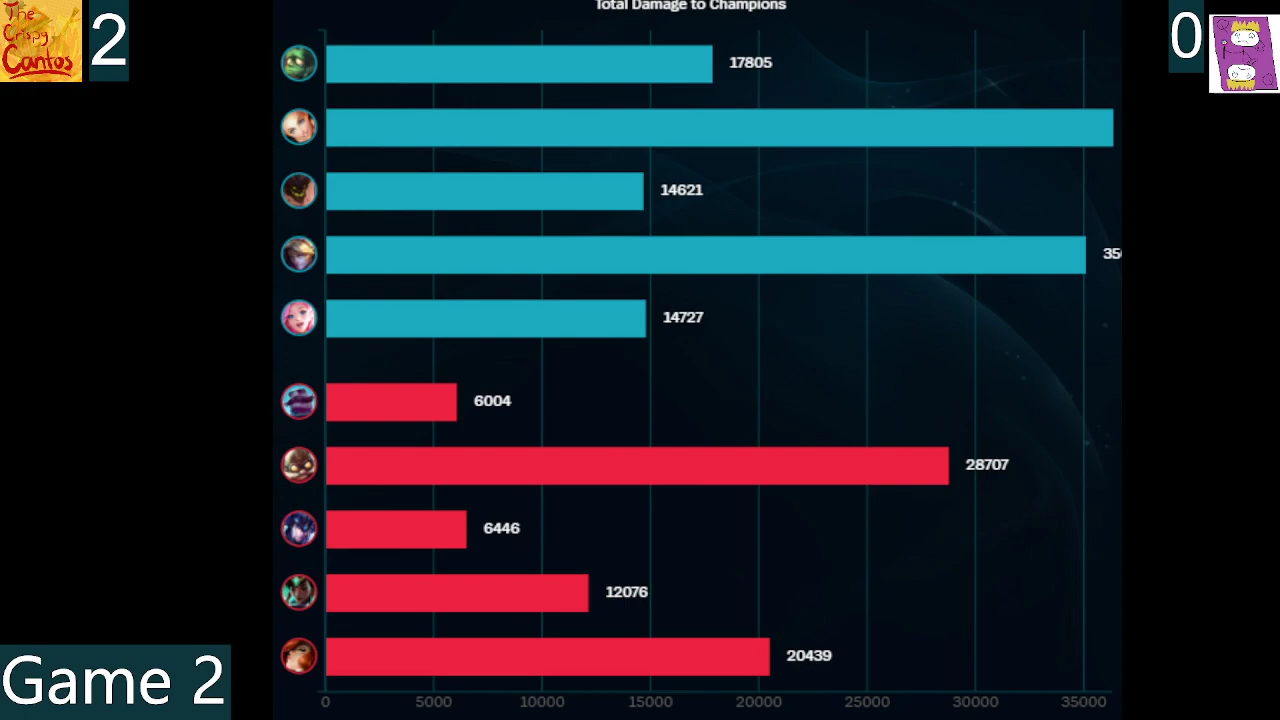 The
Crispy
Cantos
2
Total Damage to Champions
0
17805
14621
14727
6004
28707
6446
12076
20439
0 5000 10000 15000 20000 25000 30000 35000
Game 2